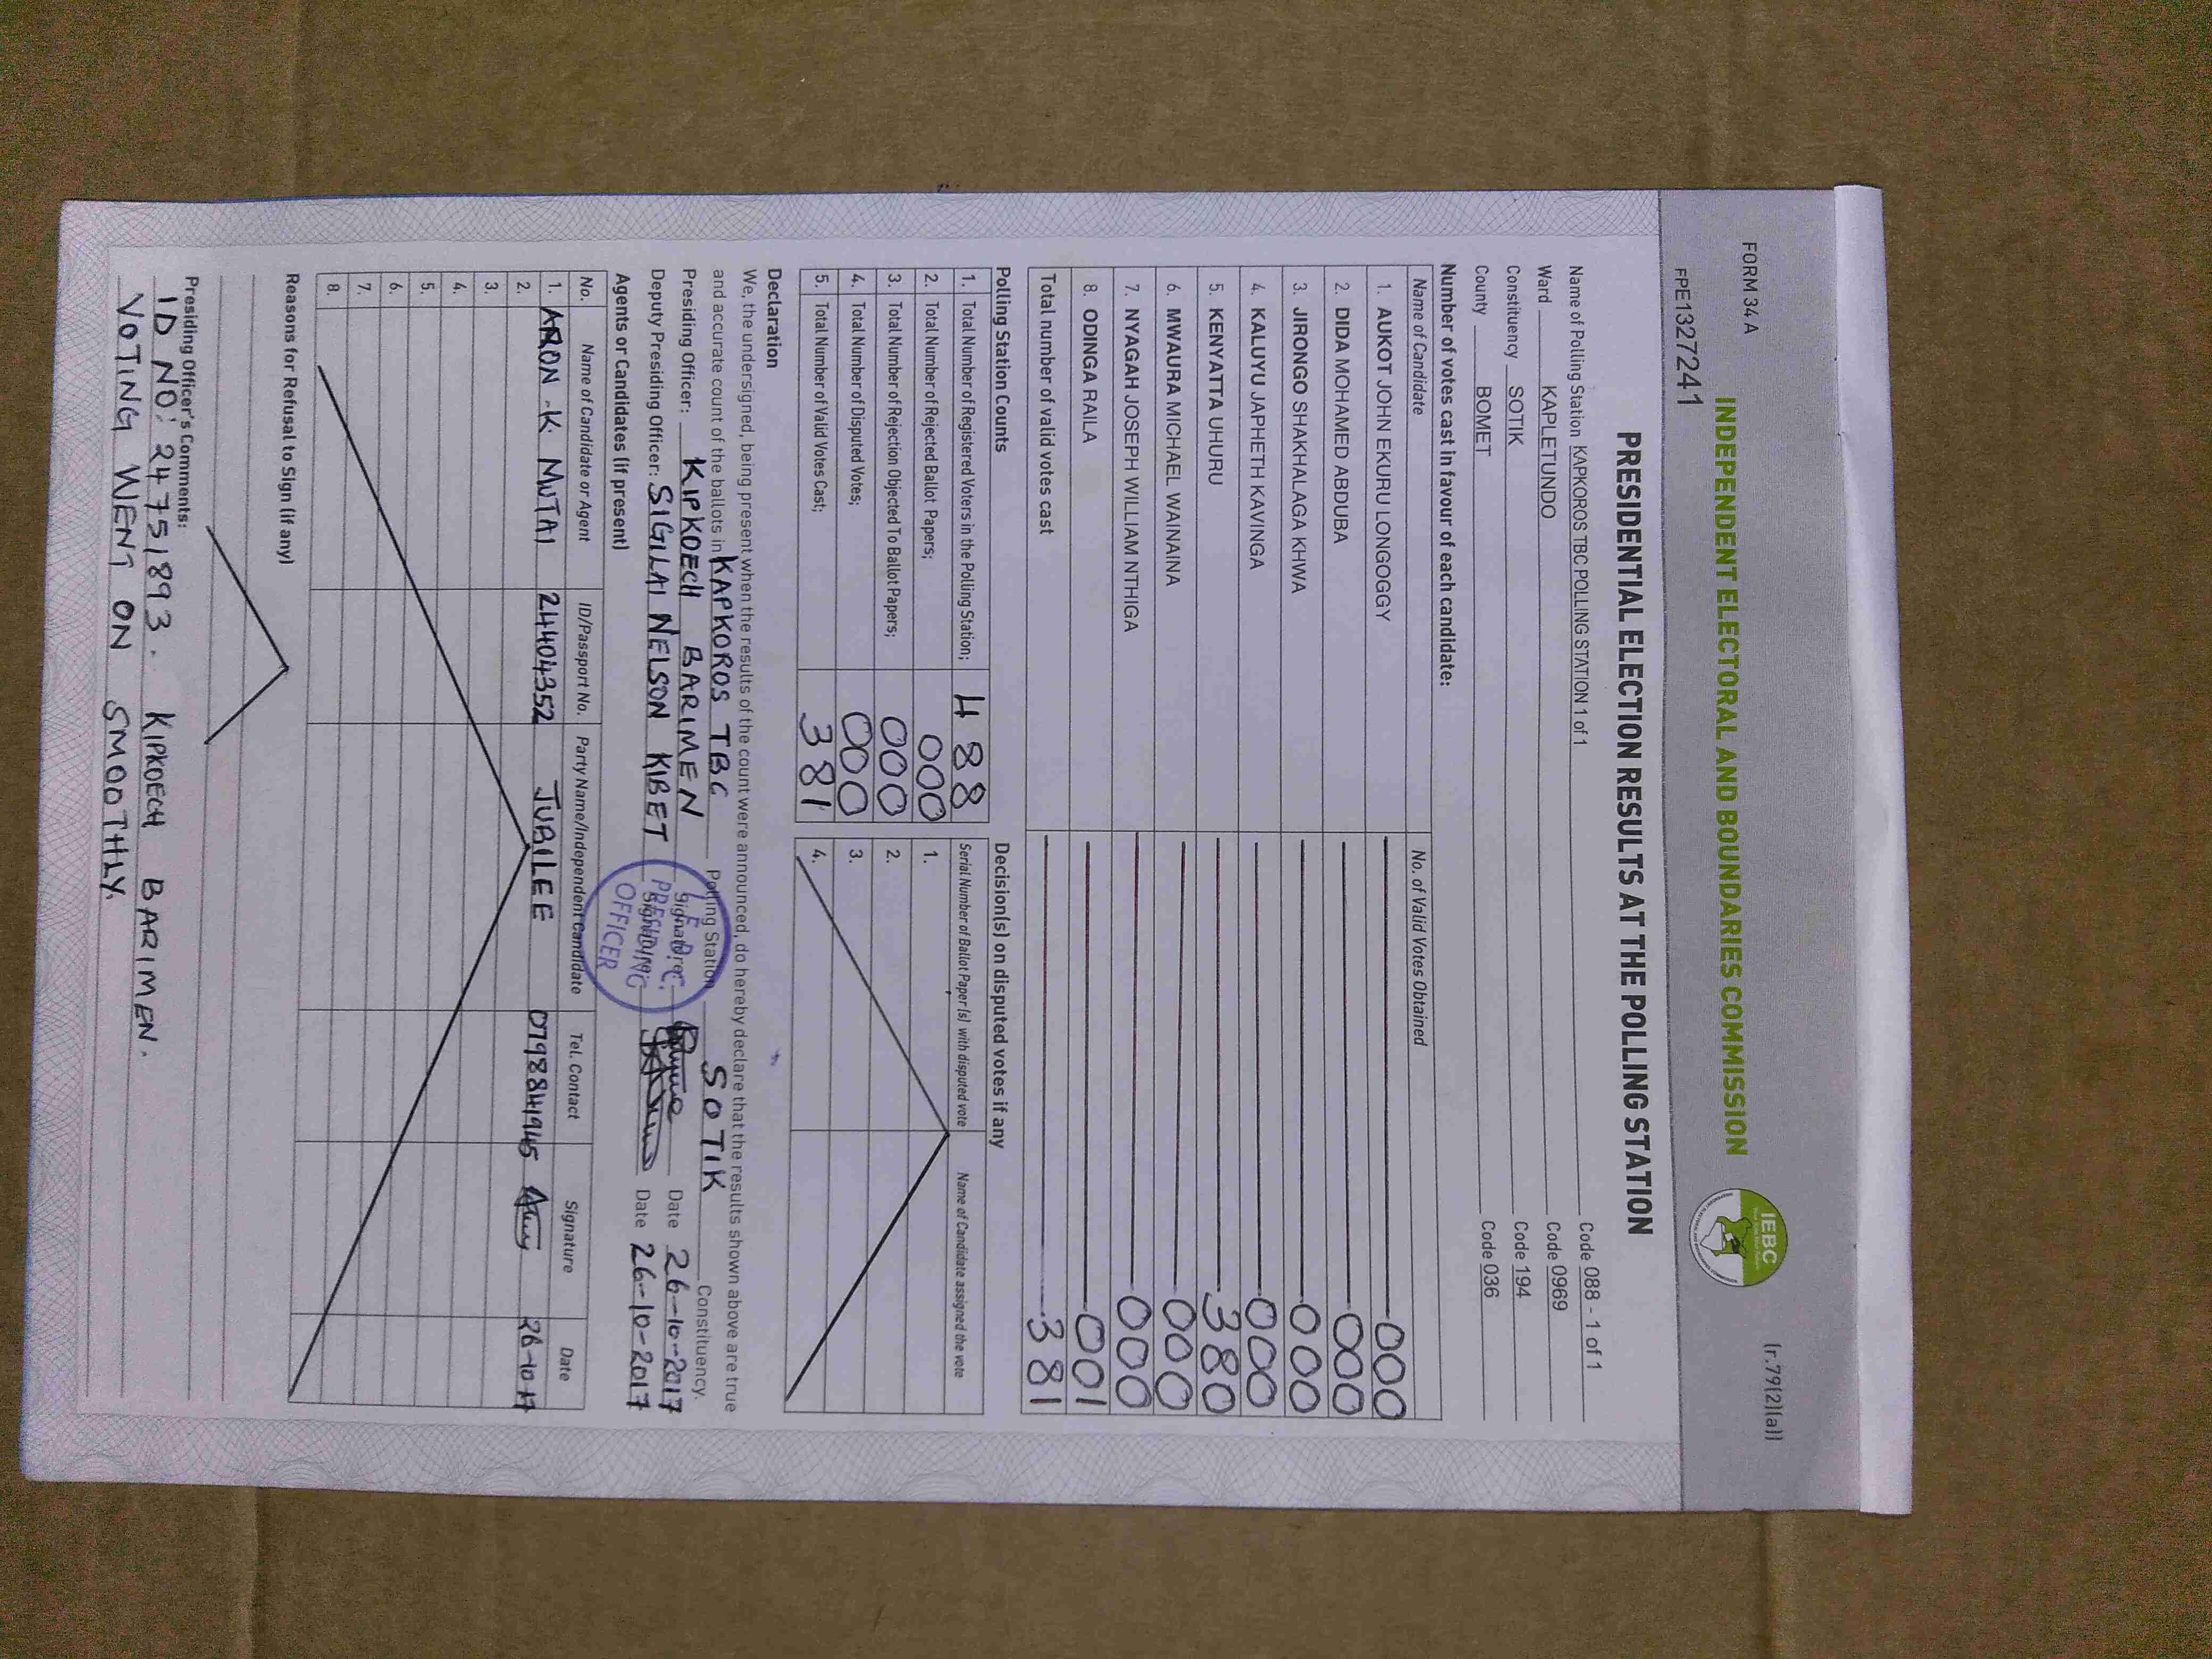 FORM 34 A
(r.79(2)(a))
INDEPENDENT ELECTORAL AND BOUNDARIES COMMISSION
IEBC
FPE1327241
PRESIDENTIAL ELECTION RESULTS AT THE POLLING STATION
Name of Polling Station KAPKOROS TBC POLLING STATION 1 of 1 Code 088 - 1 of 1
Ward KAPLETUNDO Code 0969
Constituency SOTIK Code 194
County BOMET Code 036
Number of votes cast in favour of each candidate:
Name of Candidate No. of Valid Votes Obtained
1. AUKOT JOHN EKURU LONGOGGY 000
2. DIDA MOHAMED ABDUBA 000
3. JIRONGO SHAKHALAGA KHWA 000
4. KALUYU JAPHETH KAVINGA 000
5. KENYATTA UHURU 380
6. MWAURA MICHAEL WAINAINA 000
7. NYAGAH JOSEPH WILLIAM NTHIGA 000
8. ODINGA RAILA 001
Total number of valid votes cast 381
Polling Station Counts
1. Total Number of Registered Voters in the Polling Station; 488
2.. Total Number of Rejected Ballot Papers; 000
3. Total Number of Rejection Objected To Ballot Papers; 000
4. Total Number of Disputed Votes; 000
5. Total Number of Valid Votes Cast; 381
Decision(s) on disputed votes if any
Serial Number of Ballot Paper (s) with disputed vote Name of Candidate assigned the vote
1.
2.
3.
4.
Declaration
We, the undersigned, being present when the results of the count were announced, do hereby declare that the results shown above are true
and accurate count of the ballots in KAPKOROS TBC Polling Station SOTIK Constituency.
Presiding Officer: KIPKOECH BARIMEN Signature: Date 26-10-2017
Deputy Presiding Officer: SIGILAI NELSON KIBET Signature: Date 26-10-2017
I.E.B.C.
PRESIDING
OFFICER
Agents or Candidates (if present)
No. Name of Candidate or Agent ID/Passport No. Party Name/Independent Candidate Tel. Contact Signature Date
1. ARON .K. MUTAI 24404352 JUBILEE 0798841945 26-10-17
2.
3.
4.
5.
6.
7.
8.
Reasons for Refusal to Sign (if any)
Presiding Officer's Comments:
ID NO: 24751893. KIPKOECH BARIMEN.
VOTING WENT ON SMOOTHLY.